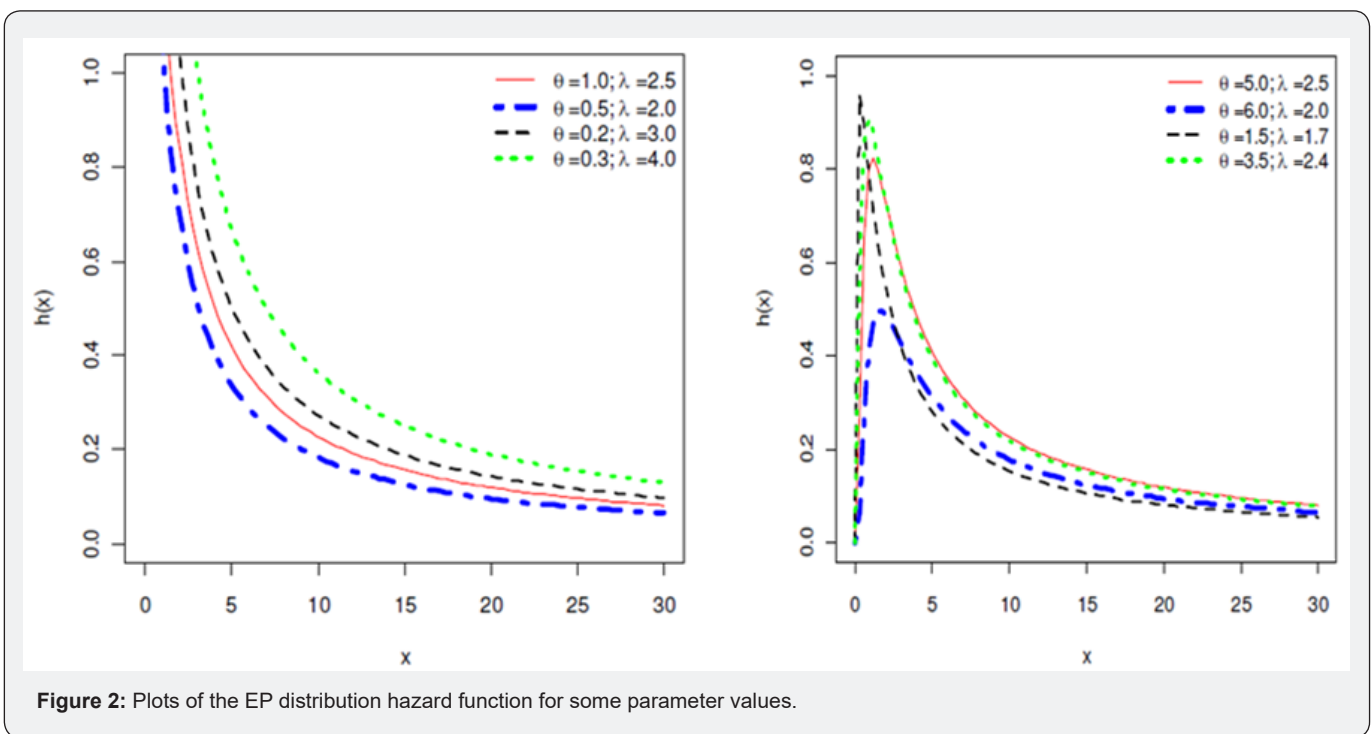 1.0
0.8
0.6
0.4
0.2
0.0
h(x)
0 5 10 15 20 25 30
x
θ =1.0; λ =2.5
θ =0.5; λ =2.0
θ =0.2; λ =3.0
θ =0.3; λ =4.0
1.0
0.8
0.6
0.4
0.2
0.0
h(x)
0 5 10 15 20 25 30
x
θ =5.0; λ =2.5
θ =6.0; λ =2.0
θ =1.5; λ =1.7
θ =3.5; λ =2.4
Figure 2: Plots of the EP distribution hazard function for some parameter values.